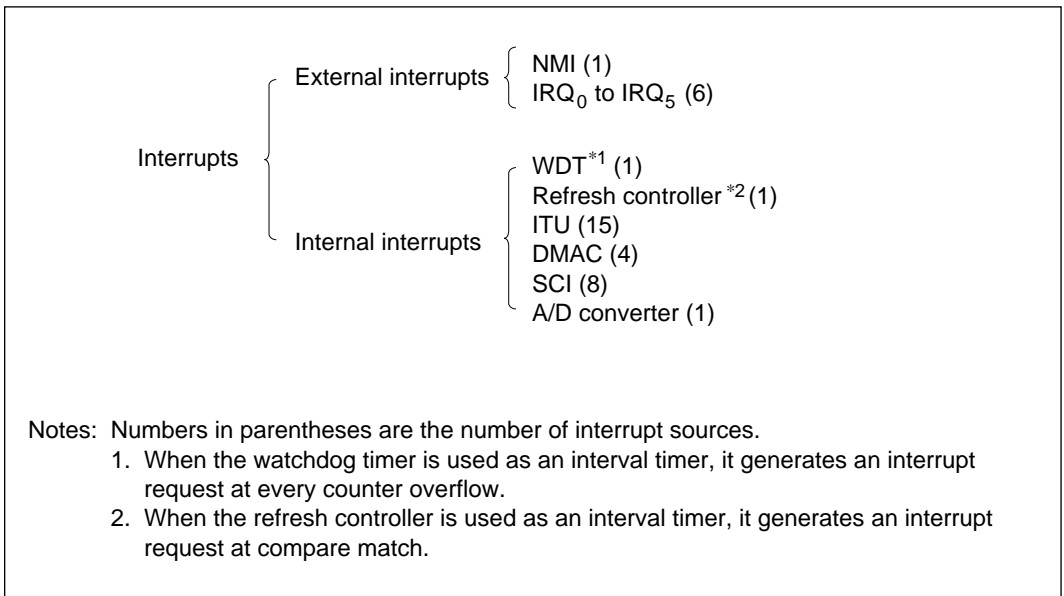 External interrupts
NMI (1)
IRQ₀ to IRQ₅ (6)
Interrupts
Internal interrupts
WDT*1 (1)
Refresh controller*2 (1)
ITU (15)
DMAC (4)
SCI (8)
A/D converter (1)
Notes: Numbers in parentheses are the number of interrupt sources.
1. When the watchdog timer is used as an interval timer, it generates an interrupt
request at every counter overflow.
2. When the refresh controller is used as an interval timer, it generates an interrupt
request at compare match.